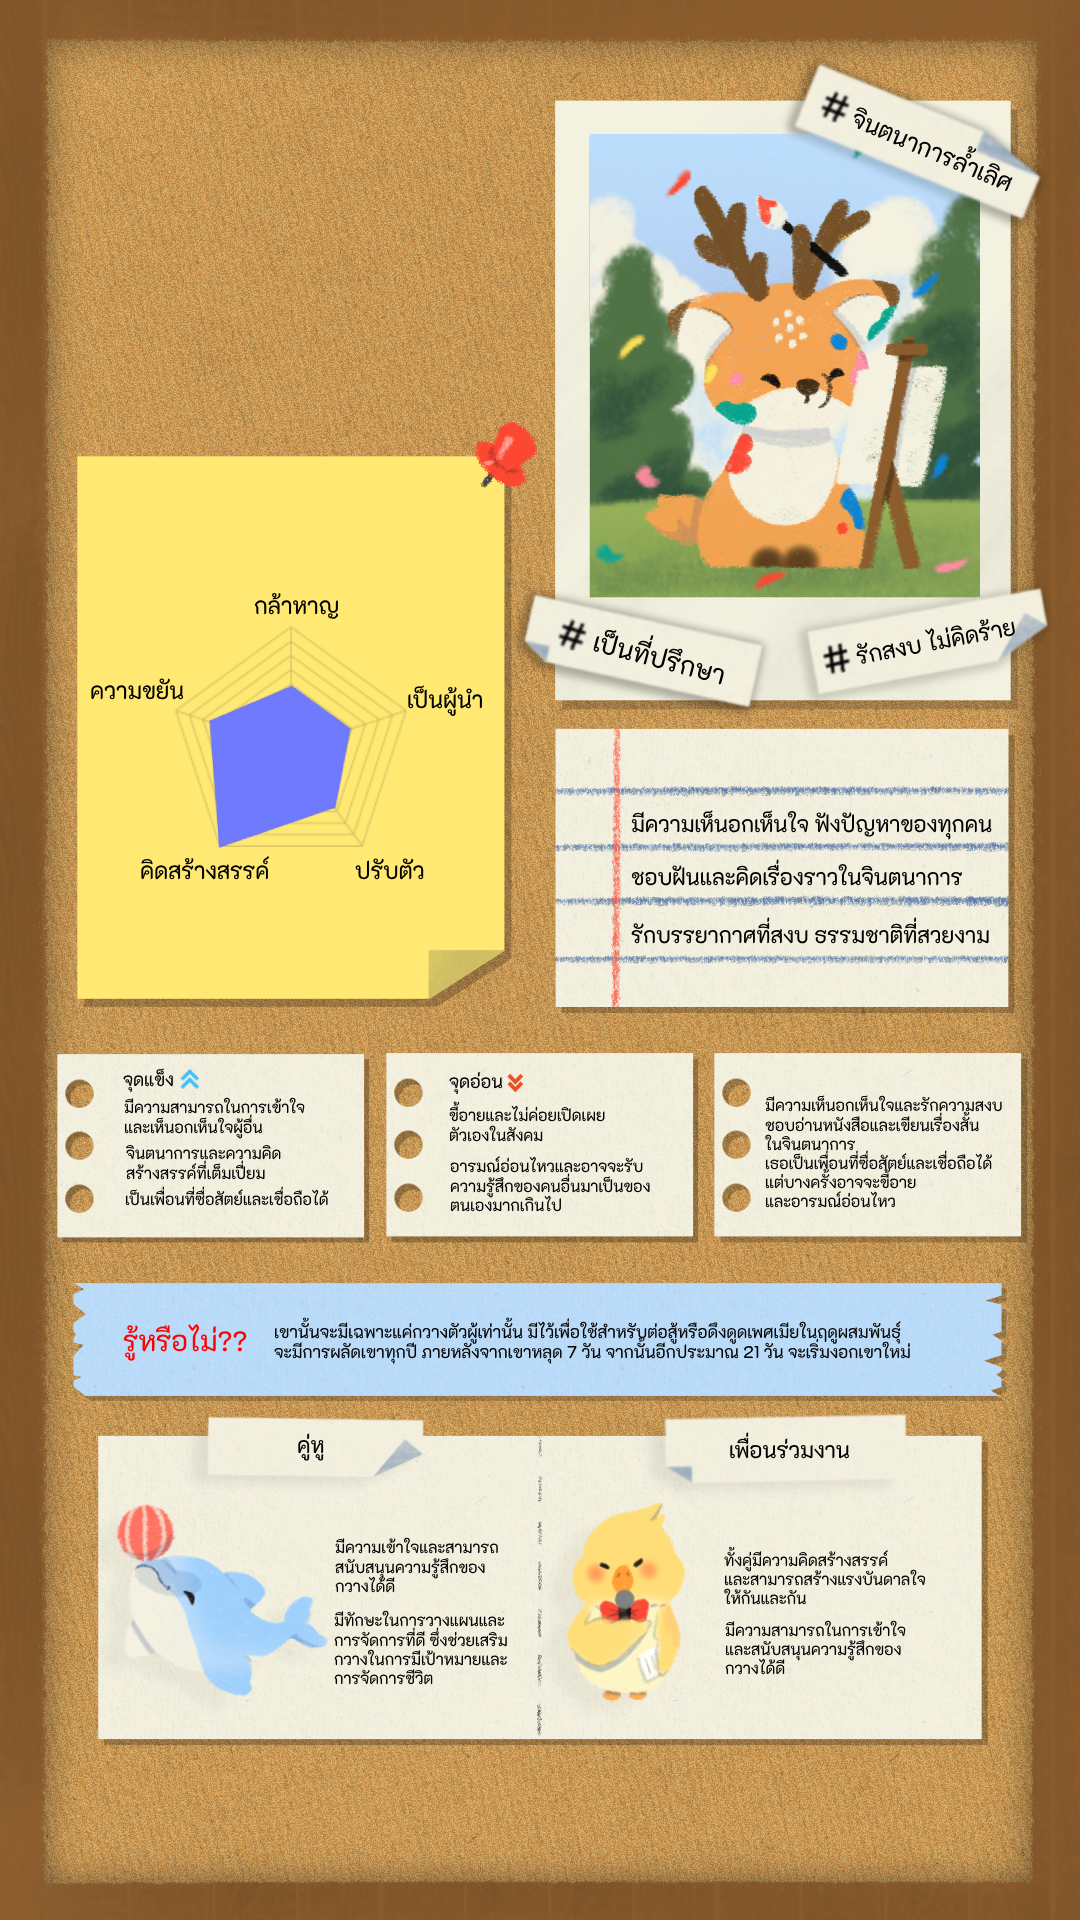 # จินตนาการล้ำเลิศ
# เป็นที่ปรึกษา
# รักสงบ ไม่คิดร้าย
กล้าหาญ
ความขยัน
เป็นผู้นำ
คิดสร้างสรรค์
ปรับตัว
มีความเห็นอกเห็นใจ ฟังปัญหาของทุกคน
ชอบฝันและคิดเรื่องราวในจินตนาการ
รักบรรยากาศที่สงบ ธรรมชาติที่สวยงาม
จุดแข็ง
มีความสามารถในการเข้าใจ
และเห็นอกเห็นใจผู้อื่น
จินตนาการและความคิด
สร้างสรรค์ที่เต็มเปี่ยม
เป็นเพื่อนที่ซื่อสัตย์และเชื่อถือได้
จุดอ่อน
ขี้อายและไม่ค่อยเปิดเผย
ตัวเองในสังคม
อารมณ์อ่อนไหวและอาจจะรับ
ความรู้สึกของคนอื่นมาเป็นของ
ตนเองมากเกินไป
มีความเห็นอกเห็นใจและรักความสงบ
ชอบอ่านหนังสือและเขียนเรื่องสั้น
ในจินตนาการ
เธอเป็นเพื่อนที่ซื่อสัตย์และเชื่อถือได้
แต่บางครั้งอาจจะขี้อาย
และอารมณ์อ่อนไหว
รู้หรือไม่??
เขานั้นจะมีเฉพาะแค่กวางตัวผู้เท่านั้น มีไว้เพื่อใช้สำหรับต่อสู้หรือดึงดูดเพศเมียในฤดูผสมพันธุ์
จะมีการผลัดเขาทุกปี ภายหลังจากเขาหลุด 7 วัน จากนั้นอีกประมาณ 21 วัน จะเริ่มงอกเขาใหม่
คู่หู
มีความเข้าใจและสามารถ
สนับสนุนความรู้สึกของ
กวางได้ดี
มีทักษะในการวางแผนและ
การจัดการที่ดี ซึ่งช่วยเสริม
กวางในการมีเป้าหมายและ
การจัดการชีวิต
เพื่อนร่วมงาน
ทั้งคู่มีความคิดสร้างสรรค์
และสามารถสร้างแรงบันดาลใจ
ให้กันและกัน
มีความสามารถในการเข้าใจ
และสนับสนุนความรู้สึกของ
กวางได้ดี